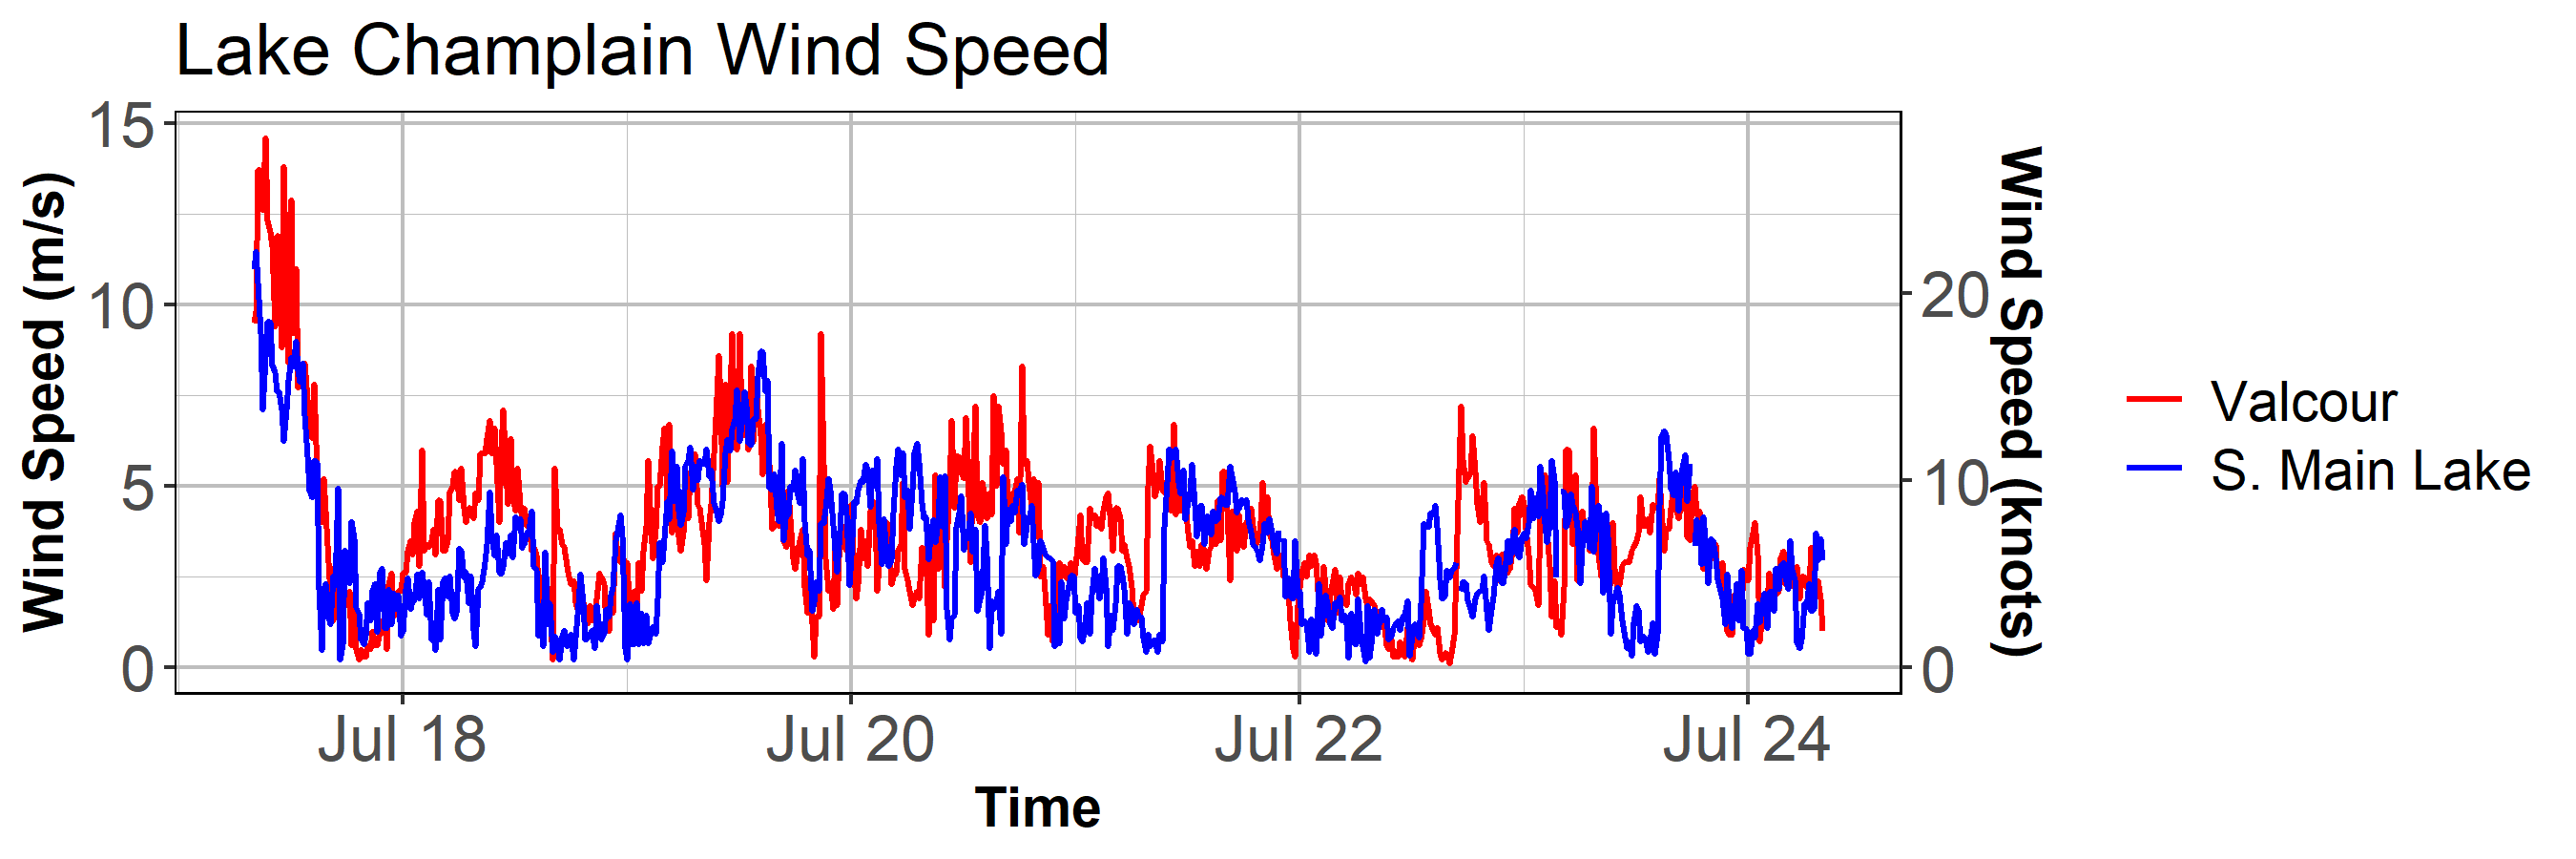 Lake Champlain Wind Speed
Wind Speed (m/s)
15
10
5
0
Wind Speed (knots)
20
10
0
Jul 18
Jul 20
Jul 22
Jul 24
Time
Valcour
S. Main Lake